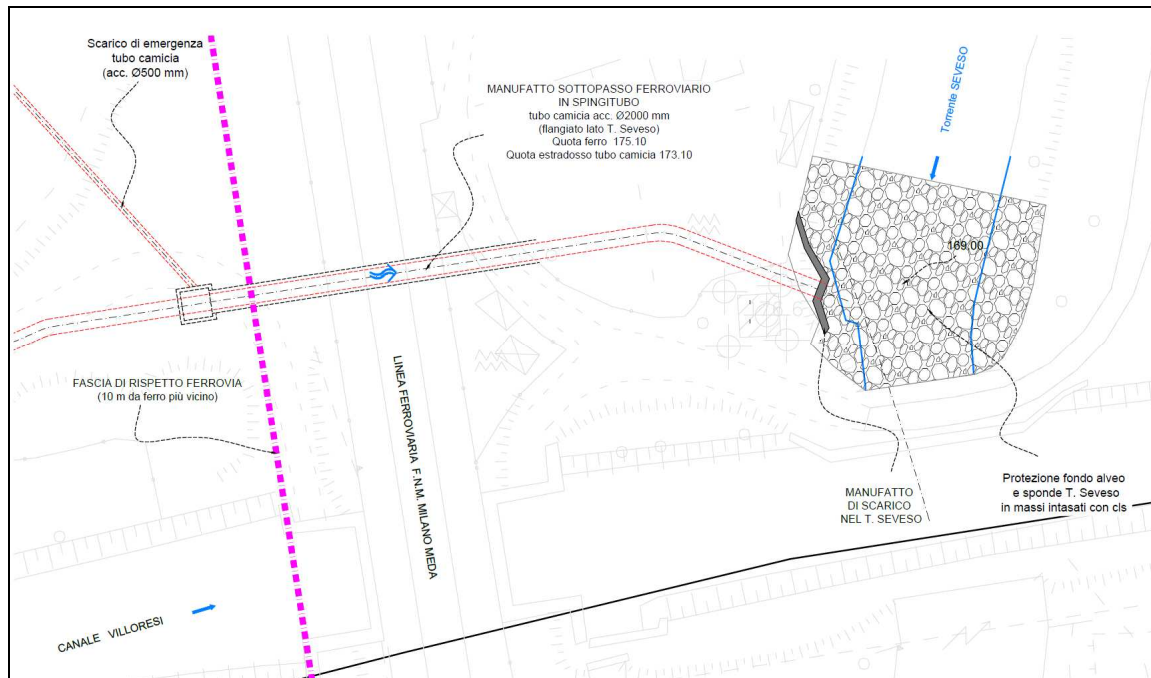 Scarico di emergenza
tubo camicia
(acc. Ø500 mm)
MANUFATTO SOTTOPASSO FERROVIARIO
IN SPINGITUBO
tubo camicia acc. Ø2000 mm
(flangiato lato T. Seveso)
Quota ferro 175.10
Quota estradosso tubo camicia 173.10
Torrente SEVESO
169,00
FASCIA DI RISPETTO FERROVIA
(10 m da ferro più vicino)
LINEA FERROVIARIA F.N.M. MILANO MEDA
MANUFATTO
DI SCARICO
NEL T. SEVESO
Protezione fondo alveo
e sponde T. Seveso
in massi intasati con cls
CANALE VILLORESI